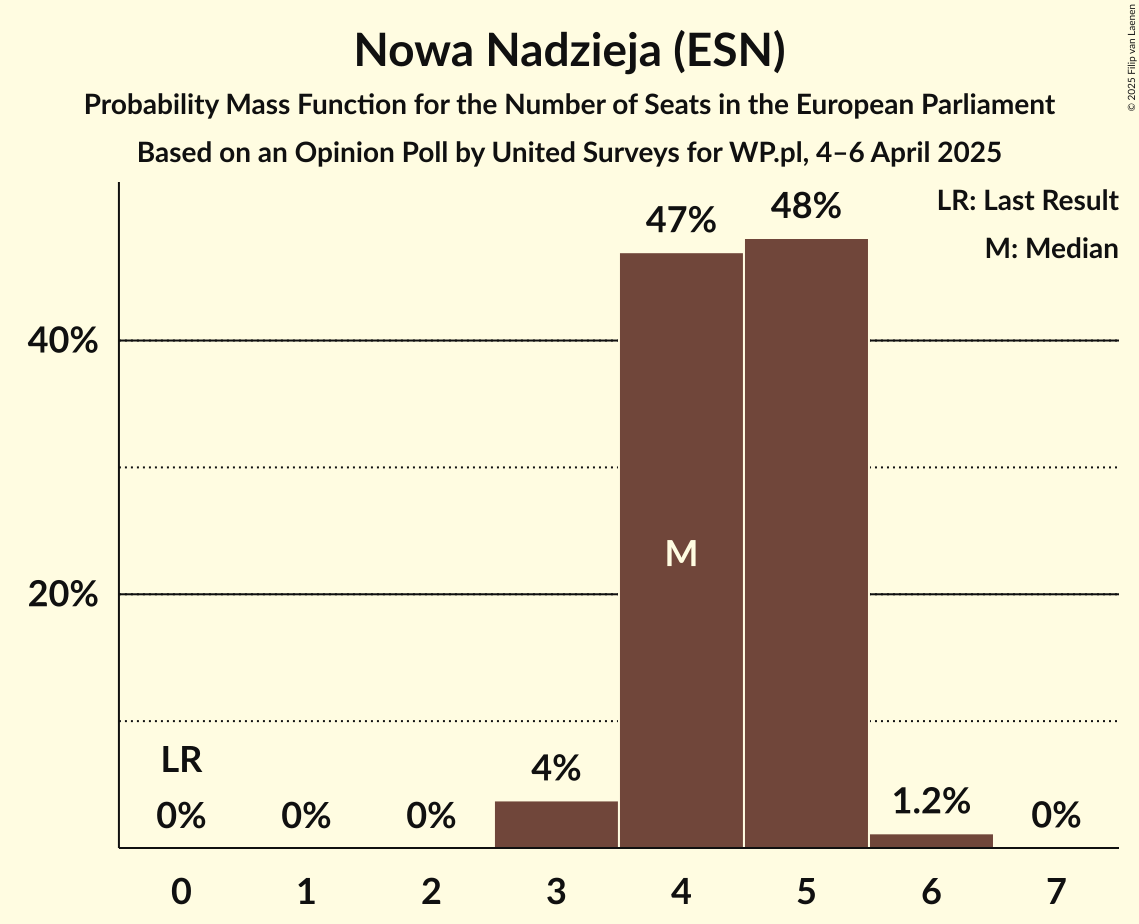 Nowa Nadzieja (ESN)
Probability Mass Function for the Number of Seats in the European Parliament
Based on an Opinion Poll by United Surveys for WP.pl, 4–6 April 2025
© 2025 Filip van Laenen
LR: Last Result
M: Median
47%
48%
40%
M
20%
LR
0%
0%
0%
4%
1.2%
0%
0
1
2
3
4
5
6
7